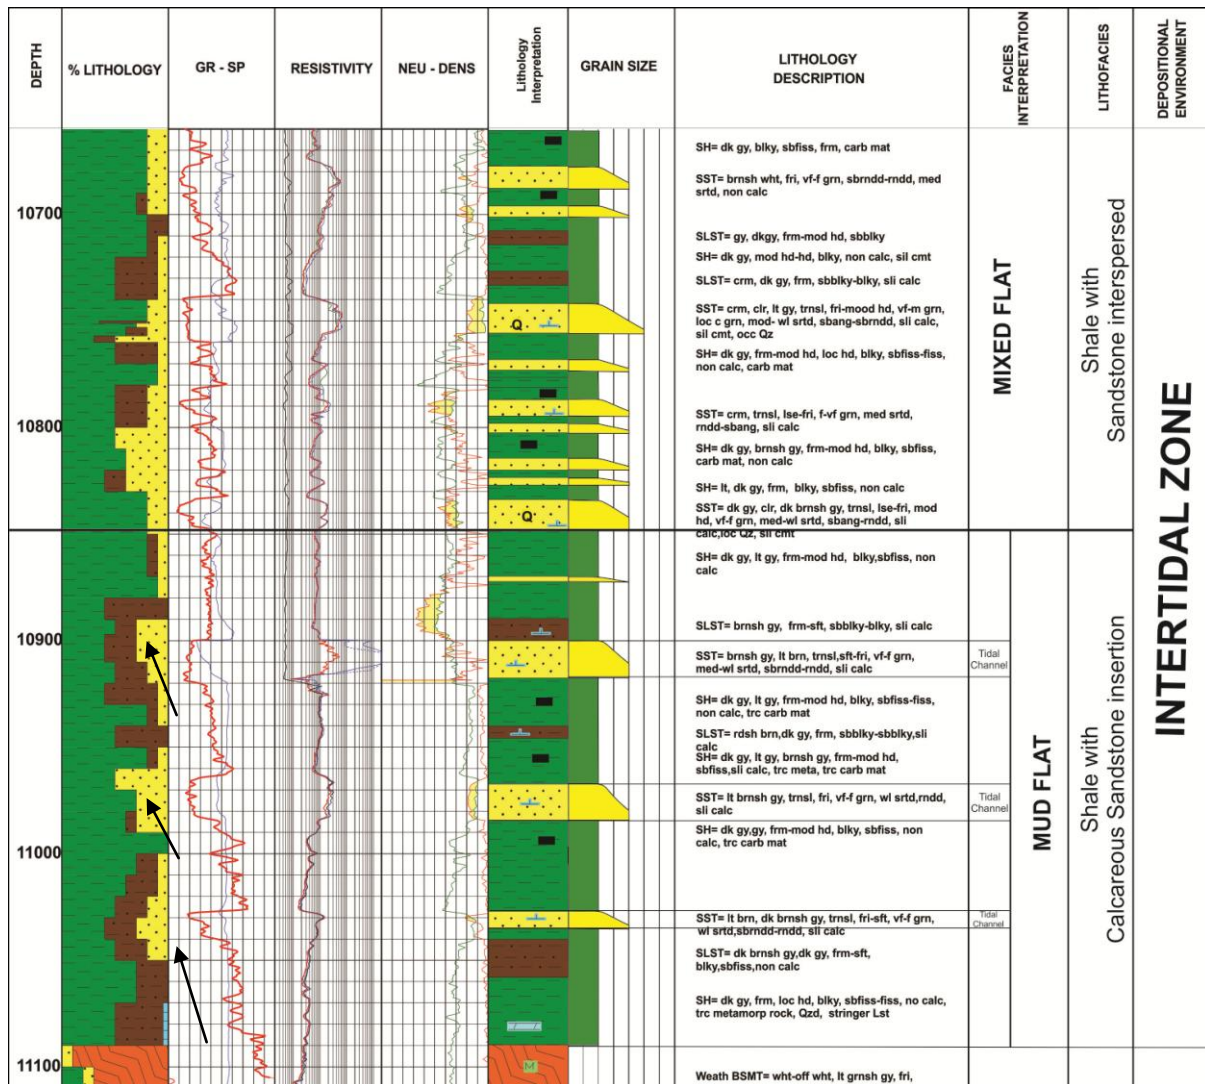 DEPTH
% LITHOLOGY
GR - SP
RESISTIVITY
NEU - DENS
Lithology
Interpretation
GRAIN SIZE
LITHOLOGY
DESCRIPTION
FACIES
INTERPRETATION
LITHOFACIES
DEPOSITIONAL
ENVIRONMENT
SH= dk gy, blky, sbfiss, frm, carb mat
SST= brnsh wht, fri, vf-f grn, sbrndd-rndd, med
srtd, non calc
10700
SLST= gy, dkgy, frm-mod hd, sbblky
SH= dk gy, mod hd-hd, blky, non calc, sil cmt
SLST= crm, dk gy, frm, sbblky-blky, sli calc
SST= crm, clr, lt gy, trnsl, fri-mood hd, vf-m grn,
loc c grn, mod- wl srtd, sbang-sbrndd, sli calc,
sil cmt, occ Qz
Q
SH= dk gy, frm-mod hd, loc hd, blky, sbfiss-fiss,
non calc, carb mat
SST= crm, trnsl, lse-fri, f-vf grn, med srtd,
rndd-sbang, sli calc
10800
SH= dk gy, brnsh gy, frm-mod hd, blky, sbfiss,
carb mat, non calc
SH= lt, dk gy, frm, blky, sbfiss, non calc
SST= dk gy, clr, dk brnsh gy, trnsl, lse-fri, mod
hd, vf-f grn, med-wl srtd, sbang-rndd, sli
calc,loc Qz, sil cmt
Q
MIXED FLAT
Shale with
Sandstone interspersed
SH= dk gy, lt gy, frm-mod hd, blky,sbfiss, non
calc
SLST= brnsh gy, frm-sft, sbblky-blky, sli calc
10900
SST= brnsh gy, lt brn, trnsl,sft-fri, vf-f grn,
med-wl srtd, sbrndd-rndd, sli calc
Tidal
Channel
SH= dk gy, lt gy, frm-mod hd, blky, sbfiss-fiss,
non calc, trc carb mat
SLST= rdsh brn,dk gy, frm, sbblky-sbblky,sli
calc
SH= dk gy, lt gy, brnsh gy, frm-mod hd,
sbfiss,sli calc, trc meta, trc carb mat
SST= lt brnsh gy, trnsl, fri, vf-f grn, wl srtd,rndd,
sli calc
Tidal
Channel
11000
SH= dk gy,gy, frm-mod hd, blky, sbfiss, non
calc, trc carb mat
SST= lt brn, dk brnsh gy, trnsl, fri-sft, vf-f grn,
wl srtd,sbrndd-rndd, sli calc
Tidal
Channel
SLST= dk brnsh gy,dk gy, frm-sft,
blky,sbfiss,non calc
SH= dk gy, frm, loc hd, blky, sbfiss-fiss, no calc,
trc metamorp rock, Qzd, stringer Lst
MUD FLAT
Shale with
Calcareous Sandstone insertion
INTERTIDAL ZONE
11100
M
Weath BSMT= wht-off wht, lt grnsh gy, fri,